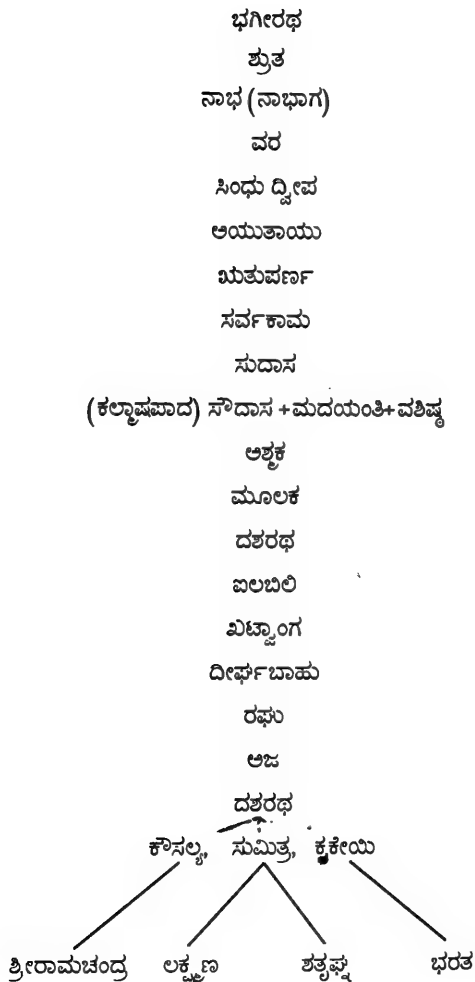 ಭಗೀರಥ
ಶ್ರುತ
ನಾಭ (ನಾಭಾಗ)
ವರ
ಸಿಂಧು ದ್ವೀಪ
ಅಯುತಾಯು
ಋತುಪರ್ಣ
ಸರ್ವಕಾಮ
ಸುದಾಸ
(ಕಲ್ಮಾಷಪಾದ) ಸೌದಾಸ +ಮದಯಂತಿ+ವಶಿಷ್ಠ
ಅಶ್ಮಕ
ಮೂಲಕ
ದಶರಥ
ಐಲಬಿಲಿ
ಖಟ್ವಾಂಗ
ದೀರ್ಘಬಾಹು
ರಘು
ಅಜ
ದಶರಥ
ಕೌಸಲ್ಯ, ಸುಮಿತ್ರ, ಕೈಕೇಯಿ
ಶ್ರೀರಾಮಚಂದ್ರ ಲಕ್ಷ್ಮಣ ಶತೃಘ್ನ ಭರತ